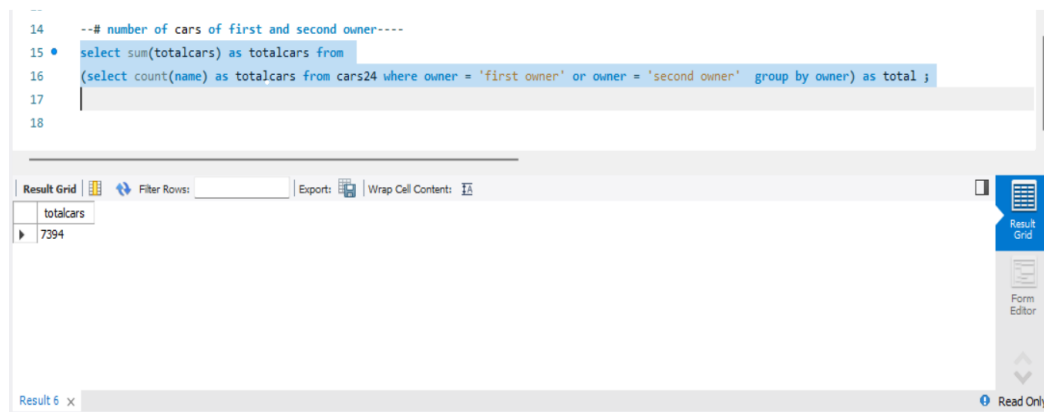 14 --# number of cars of first and second owner----
15 select sum(totalcars) as totalcars from
16 (select count(name) as totalcars from cars24 where owner = 'first owner' or owner = 'second owner'  group by owner) as total ;
17
18
Result Grid Filter Rows: Export: Wrap Cell Content: IA
totalcars
7394
Result
Grid
Form
Editor
Result 6 × Read Only